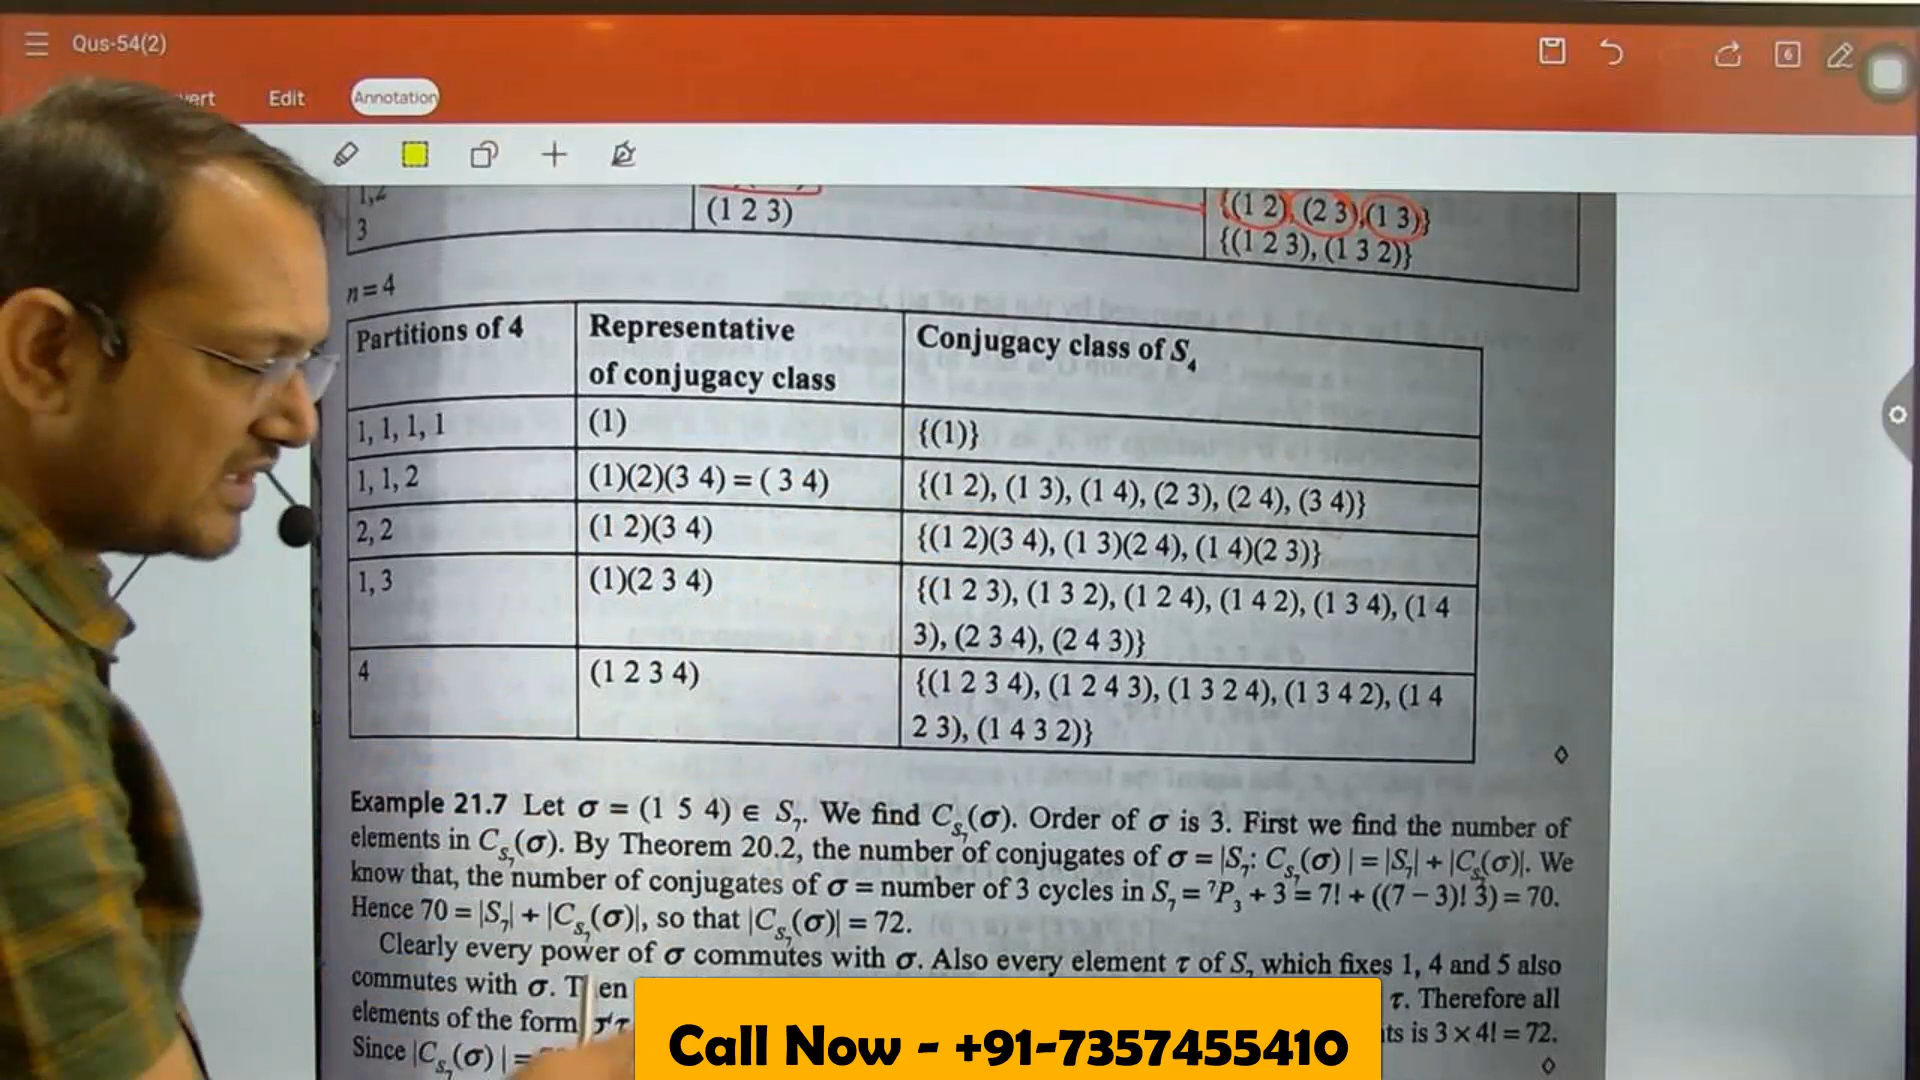 Qus-54(2)
6
vert Edit Annotation
3 (1 2 3) {(1 2), (2 3),(1 3)}
{(1 2 3), (1 3 2)}
n = 4
Partitions of 4 Representative of conjugacy class Conjugacy class of S₄
1, 1, 1, 1 (1) {(1)}
1, 1, 2 (1)(2)(3 4) = ( 3 4) {(1 2), (1 3), (1 4), (2 3), (2 4), (3 4)}
2, 2 (1 2)(3 4) {(1 2)(3 4), (1 3)(2 4), (1 4)(2 3)}
1, 3 (1)(2 3 4) {(1 2 3), (1 3 2), (1 2 4), (1 4 2), (1 3 4), (1 4
3), (2 3 4), (2 4 3)}
4 (1 2 3 4) {(1 2 3 4), (1 2 4 3), (1 3 2 4), (1 3 4 2), (1 4
2 3), (1 4 3 2)}
Example 21.7 Let σ = (1 5 4) ∈ S₇. We find C_S₇(σ). Order of σ is 3. First we find the number of
elements in C_S₇(σ). By Theorem 20.2, the number of conjugates of σ = |S₇: C_S₇(σ) | = |S₇| ÷ |C_S₇(σ)|. We
know that, the number of conjugates of σ = number of 3 cycles in S₇ = ⁷P₃ ÷ 3 = 7! ÷ ((7 − 3)! 3) = 70.
Hence 70 = |S₇| ÷ |C_S₇(σ)|, so that |C_S₇(σ)| = 72.
Clearly every power of σ commutes with σ. Also every element τ of S₇ which fixes 1, 4 and 5 also
commutes with σ. τ. Therefore all
elements of the form ts is 3 × 4! = 72.
Since |C_S₇(σ) | =
Call Now - +91-7357455410